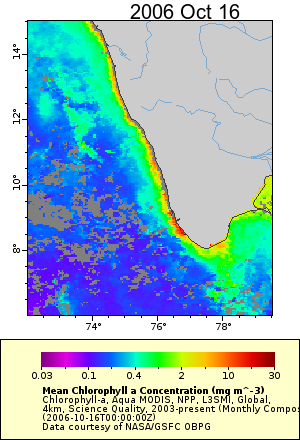 2006 Oct 16
14°
12°
10°
8°
74° 76° 78°
0.03 0.1 0.4 3 10 30
Mean Chlorophyll a Concentration (mg m^-3)
Chlorophyll-a, Aqua MODIS, NPP, L3SMI, Global,
4km, Science Quality, 2003-present (Monthly Compos
(2006-10-16T00:00:00Z)
Data courtesy of NASA/GSFC OBPG